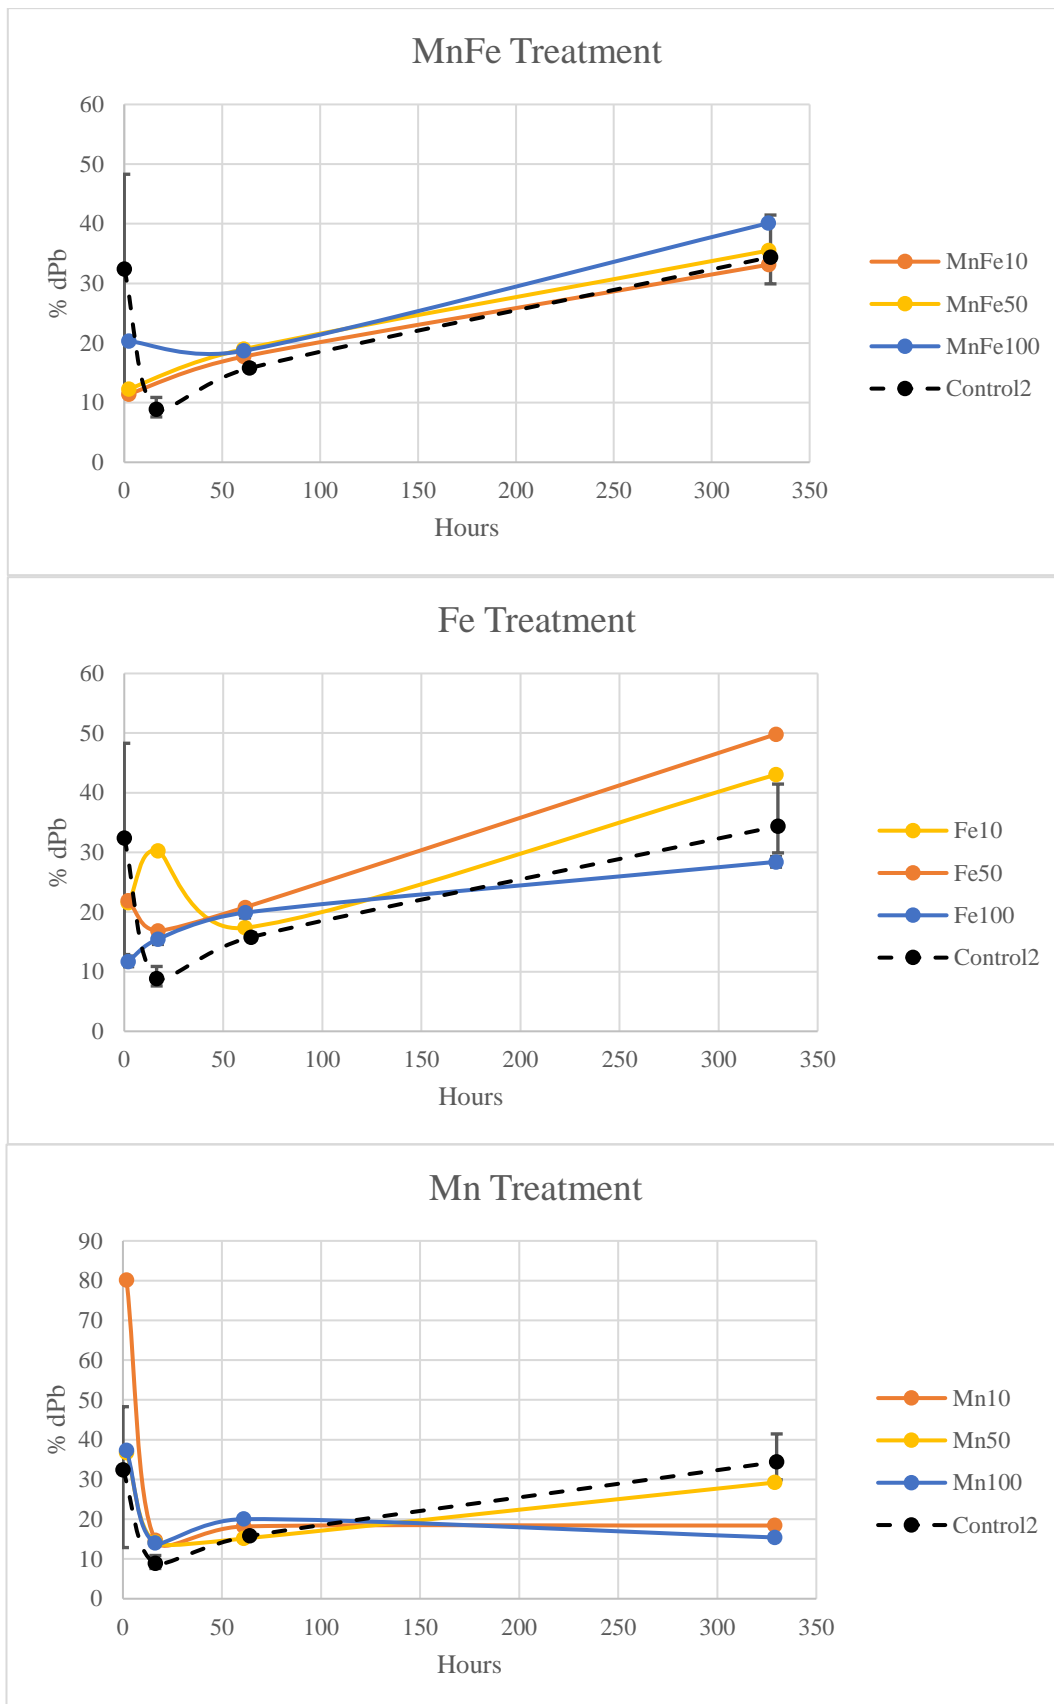 MnFe Treatment
60
50
40
30
20
10
0
% dPb
0 50 100 150 200 250 300 350
Hours
MnFe10
MnFe50
MnFe100
Control2
Fe Treatment
60
50
40
30
20
10
0
% dPb
0 50 100 150 200 250 300 350
Hours
Fe10
Fe50
Fe100
Control2
Mn Treatment
90
80
70
60
50
40
30
20
10
0
% dPb
0 50 100 150 200 250 300 350
Hours
Mn10
Mn50
Mn100
Control2